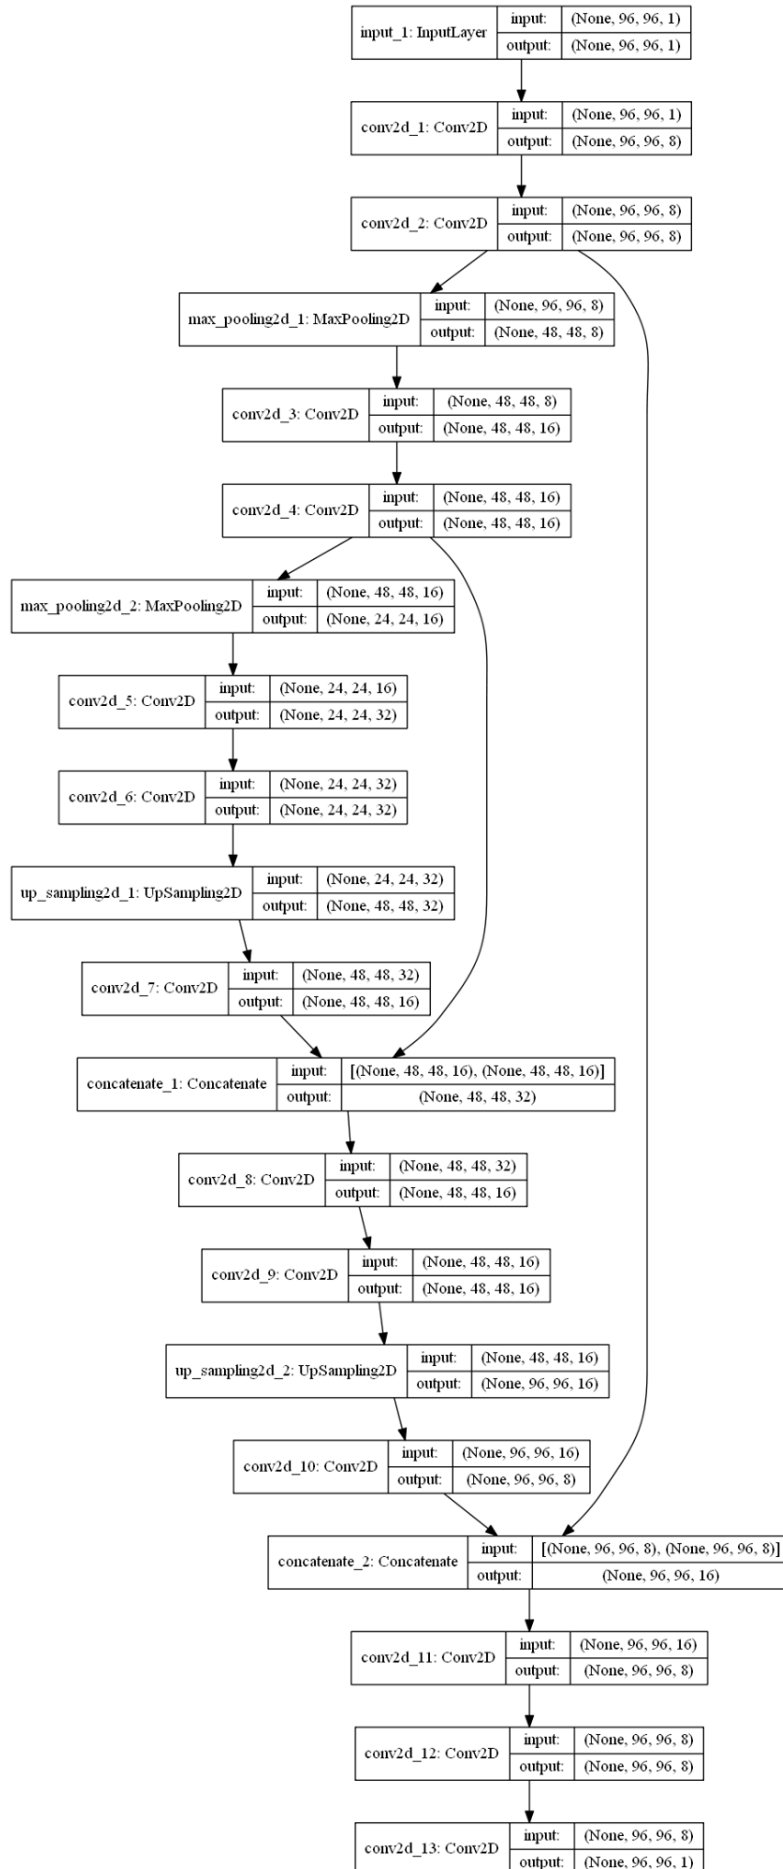 input_1: InputLayer
input: (None, 96, 96, 1)
output: (None, 96, 96, 1)
conv2d_1: Conv2D
input: (None, 96, 96, 1)
output: (None, 96, 96, 8)
conv2d_2: Conv2D
input: (None, 96, 96, 8)
output: (None, 96, 96, 8)
max_pooling2d_1: MaxPooling2D
input: (None, 96, 96, 8)
output: (None, 48, 48, 8)
conv2d_3: Conv2D
input: (None, 48, 48, 8)
output: (None, 48, 48, 16)
conv2d_4: Conv2D
input: (None, 48, 48, 16)
output: (None, 48, 48, 16)
max_pooling2d_2: MaxPooling2D
input: (None, 48, 48, 16)
output: (None, 24, 24, 16)
conv2d_5: Conv2D
input: (None, 24, 24, 16)
output: (None, 24, 24, 32)
conv2d_6: Conv2D
input: (None, 24, 24, 32)
output: (None, 24, 24, 32)
up_sampling2d_1: UpSampling2D
input: (None, 24, 24, 32)
output: (None, 48, 48, 32)
conv2d_7: Conv2D
input: (None, 48, 48, 32)
output: (None, 48, 48, 16)
concatenate_1: Concatenate
input: [(None, 48, 48, 16), (None, 48, 48, 16)]
output: (None, 48, 48, 32)
conv2d_8: Conv2D
input: (None, 48, 48, 32)
output: (None, 48, 48, 16)
conv2d_9: Conv2D
input: (None, 48, 48, 16)
output: (None, 48, 48, 16)
up_sampling2d_2: UpSampling2D
input: (None, 48, 48, 16)
output: (None, 96, 96, 16)
conv2d_10: Conv2D
input: (None, 96, 96, 16)
output: (None, 96, 96, 8)
concatenate_2: Concatenate
input: [(None, 96, 96, 8), (None, 96, 96, 8)]
output: (None, 96, 96, 16)
conv2d_11: Conv2D
input: (None, 96, 96, 16)
output: (None, 96, 96, 8)
conv2d_12: Conv2D
input: (None, 96, 96, 8)
output: (None, 96, 96, 8)
conv2d_13: Conv2D
input: (None, 96, 96, 8)
output: (None, 96, 96, 1)